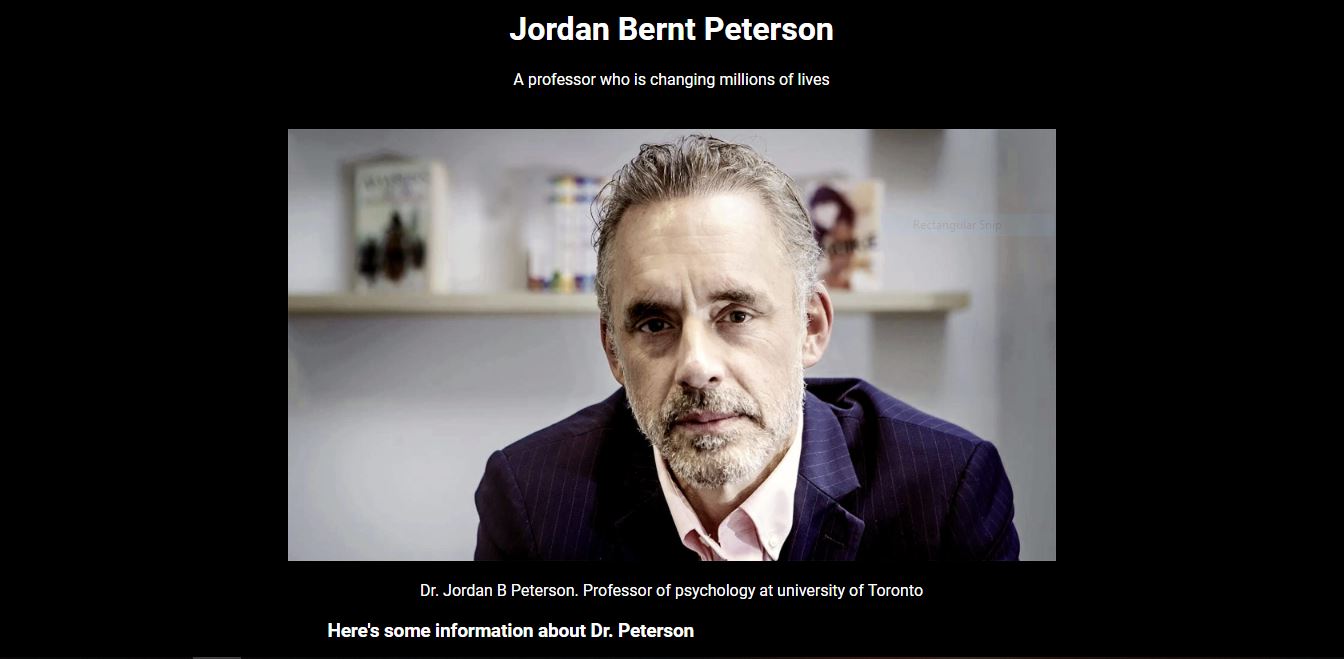 Jordan Bernt Peterson
A professor who is changing millions of lives
Rectangular Snip
Dr. Jordan B Peterson. Professor of psychology at university of Toronto
Here's some information about Dr. Peterson